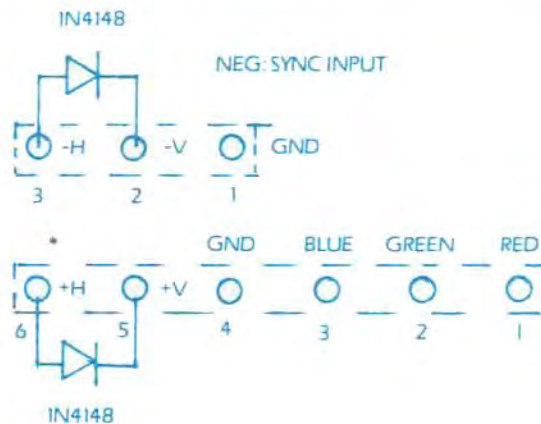 1N4148
NEG: SYNC INPUT
-H -V GND
3 2 1
GND BLUE GREEN RED
+H +V
6 5 4 3 2 1
1N4148